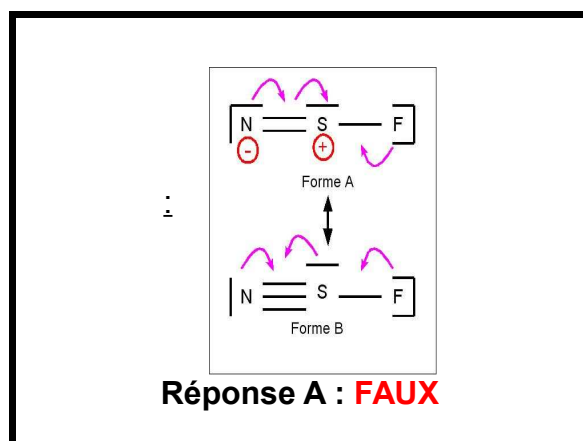 N S F
- +
Forme A
:
N S F
Forme B
Réponse A : FAUX